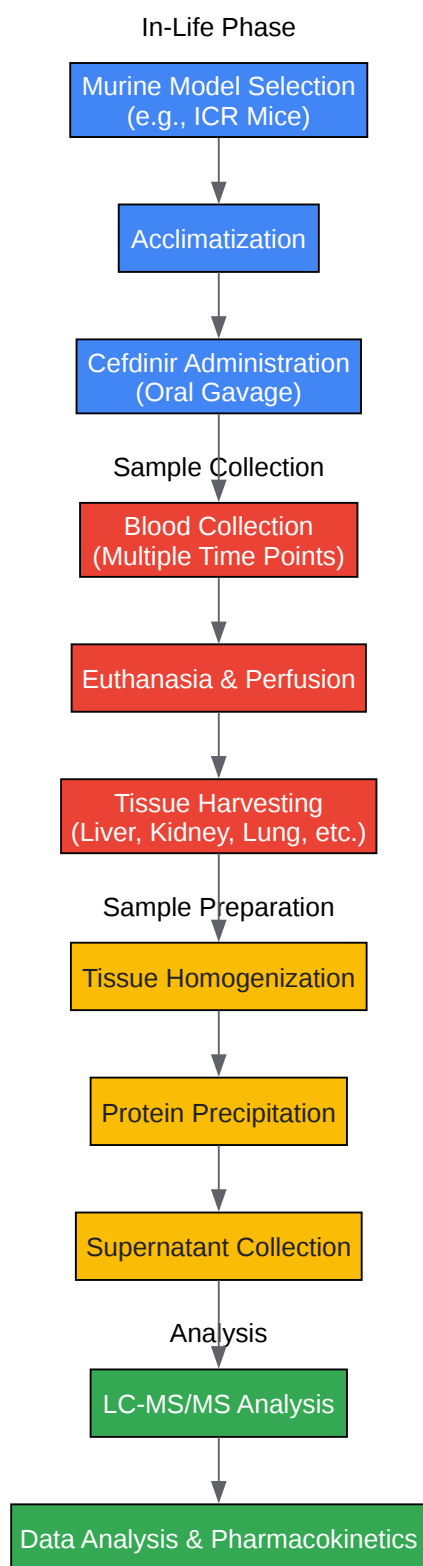 In-Life Phase
Murine Model Selection
(e.g., ICR Mice)
Acclimatization
Cefdinir Administration
(Oral Gavage)
Sample Collection
Blood Collection
(Multiple Time Points)
Euthanasia & Perfusion
Tissue Harvesting
(Liver, Kidney, Lung, etc.)
Sample Preparation
Tissue Homogenization
Protein Precipitation
Supernatant Collection
Analysis
LC-MS/MS Analysis
Data Analysis & Pharmacokinetics